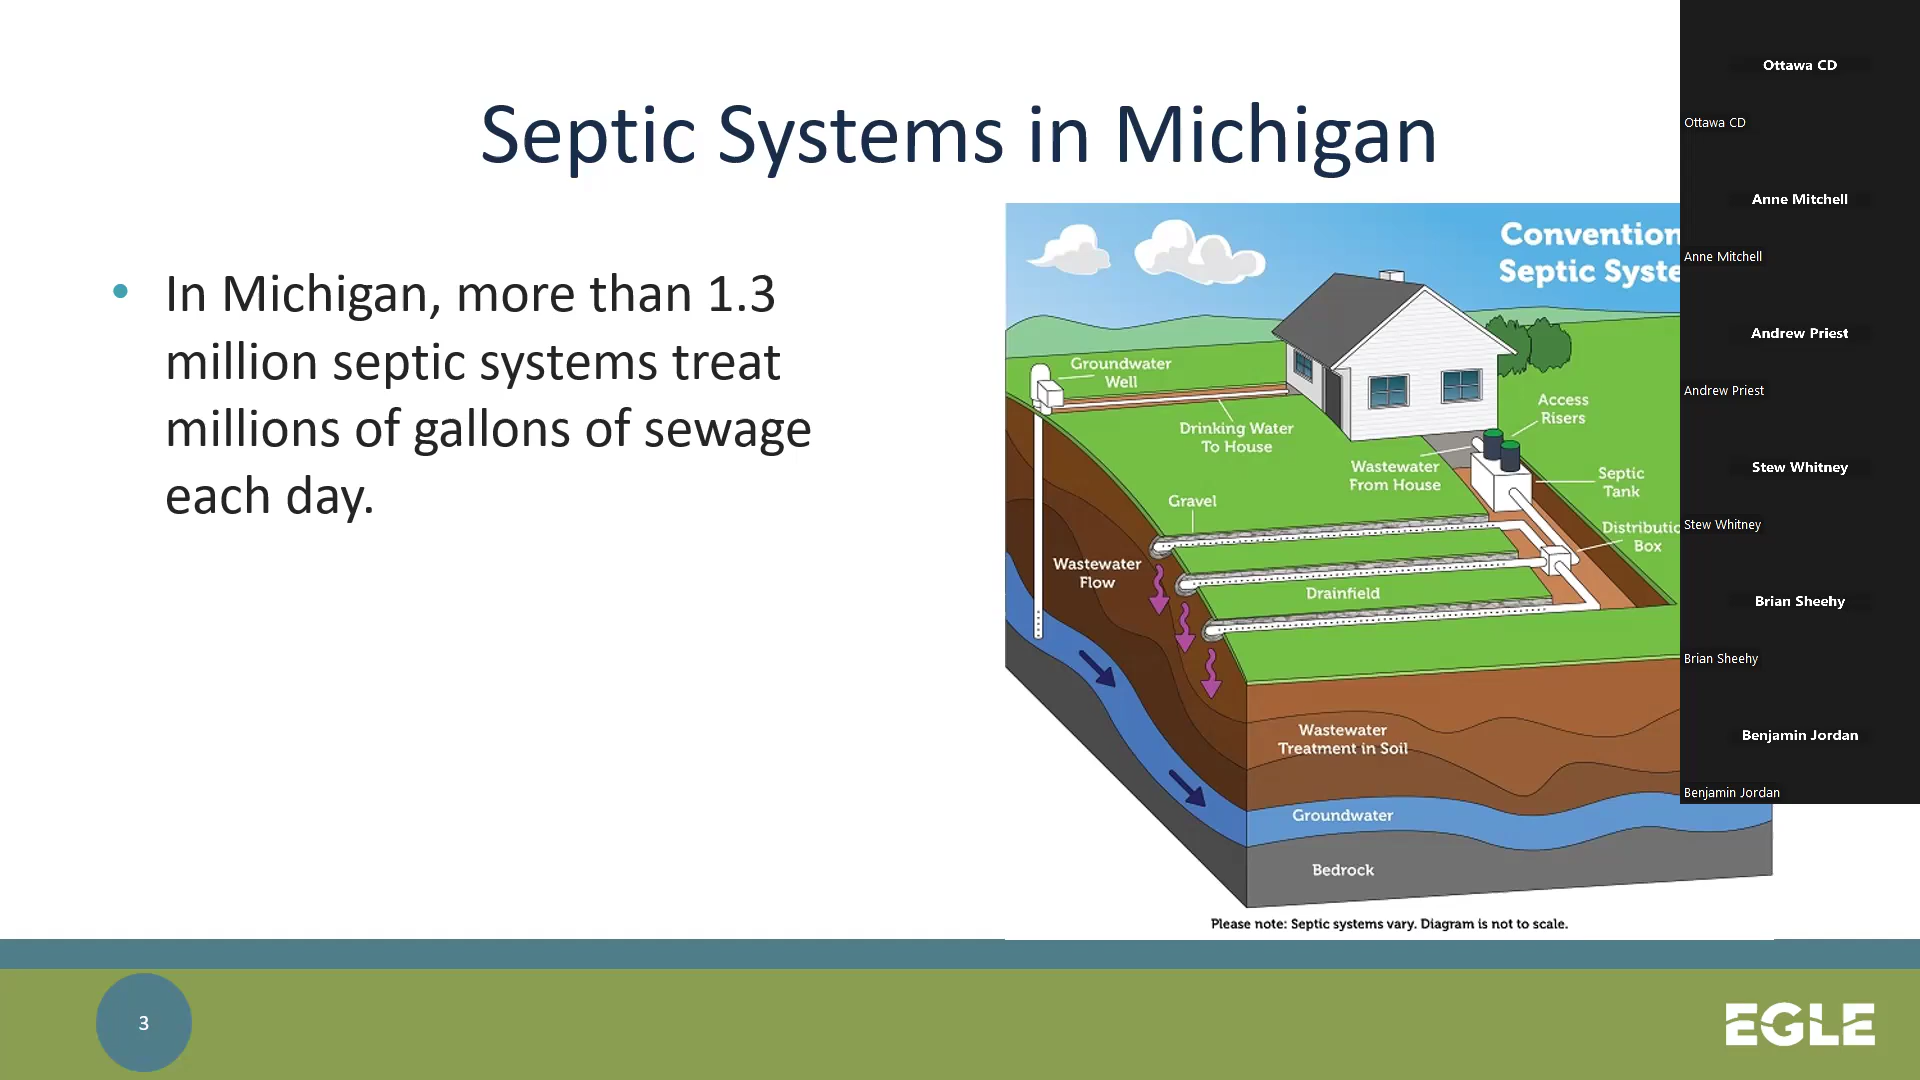 Septic Systems in Michigan
• In Michigan, more than 1.3
million septic systems treat
millions of gallons of sewage
each day.
Convention
Septic Syste
Groundwater
Well
Drinking Water
To House
Access
Risers
Wastewater
From House
Septic
Tank
Gravel
Distributio
Box
Wastewater
Flow
Drainfield
Wastewater
Treatment in Soil
Groundwater
Bedrock
Please note: Septic systems vary. Diagram is not to scale.
Ottawa CD
Ottawa CD
Anne Mitchell
Anne Mitchell
Andrew Priest
Andrew Priest
Stew Whitney
Stew Whitney
Brian Sheehy
Brian Sheehy
Benjamin Jordan
Benjamin Jordan
3
EGLE